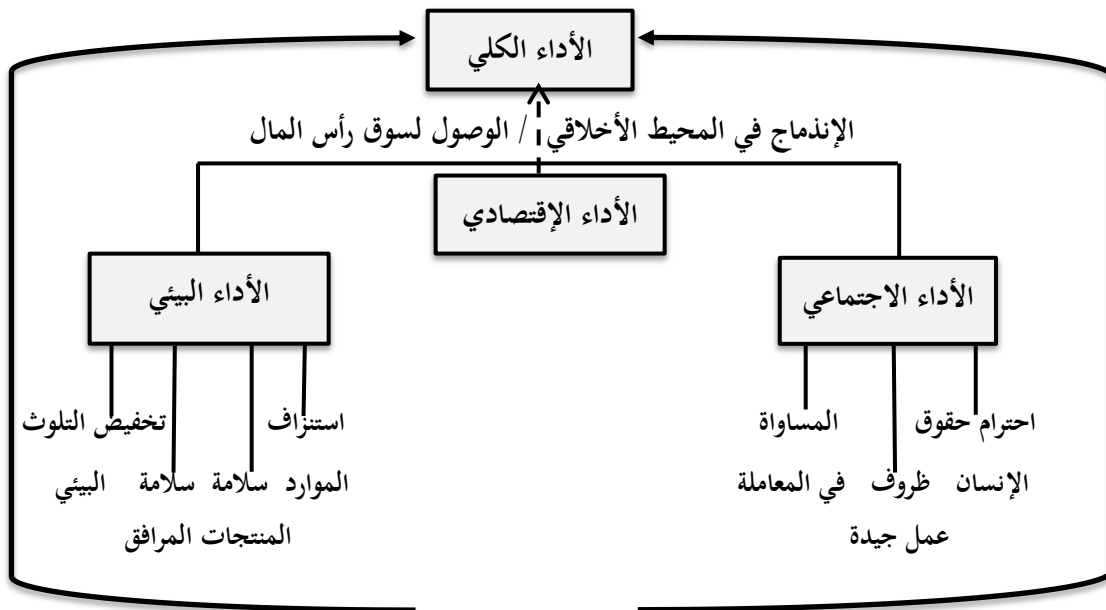 الأداء الكلي
الإنذماج في المحيط الأخلاقي / الوصول لسوق رأس المال
الأداء الإقتصادي
الأداء الاجتماعي
الأداء البيئي
احترام حقوق
المساواة
استنزاف
تخفيض التلوث
الإنسان
ظروف
في المعاملة
الموارد
سلامة
سلامة
البيئي
عمل جيدة
المنتجات المرافق